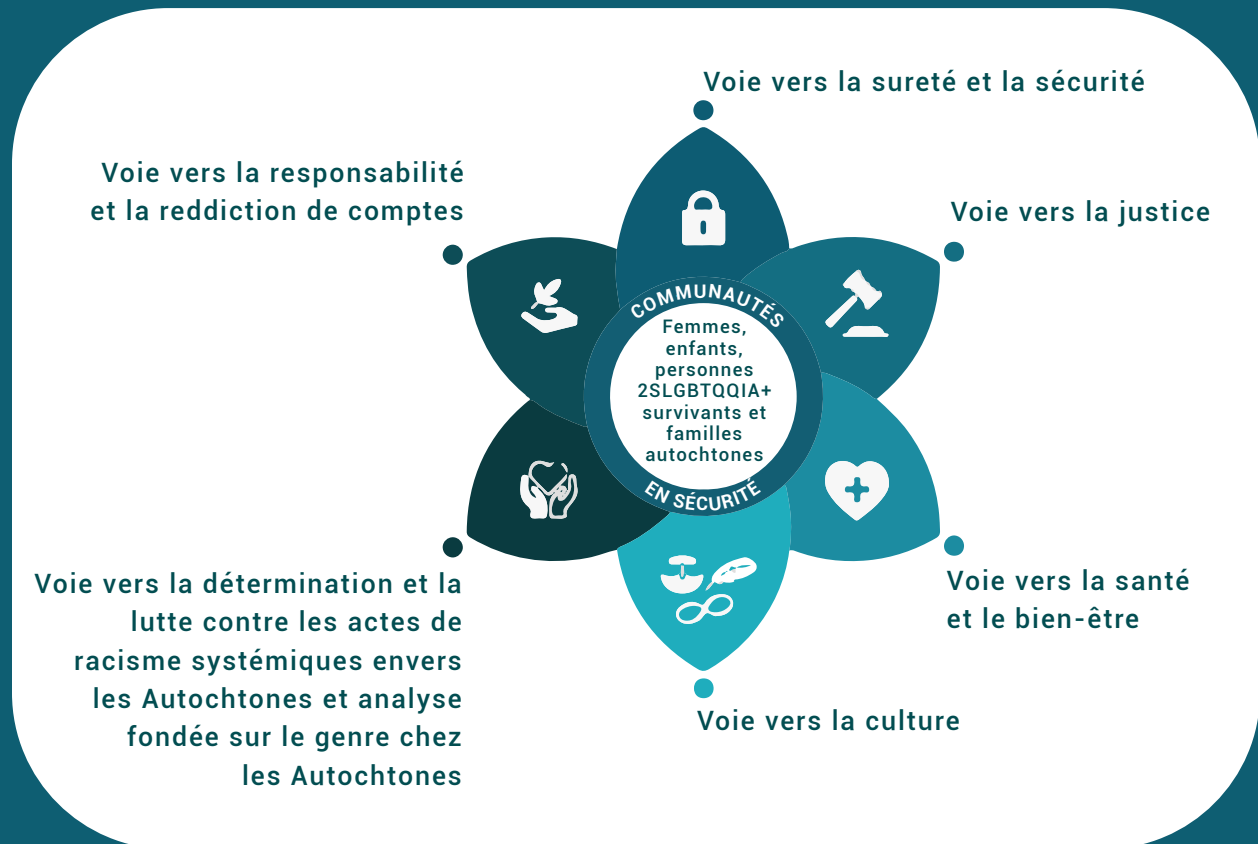 Voie vers la sureté et la sécurité
Voie vers la responsabilité
et la reddiction de comptes
Voie vers la justice
COMMUNAUTÉS
Femmes,
enfants,
personnes
2SLGBTQQIA+
survivants et
familles
autochtones
EN SÉCURITÉ
Voie vers la détermination et la
lutte contre les actes de
racisme systémiques envers
les Autochtones et analyse
fondée sur le genre chez
les Autochtones
Voie vers la santé
et le bien-être
Voie vers la culture